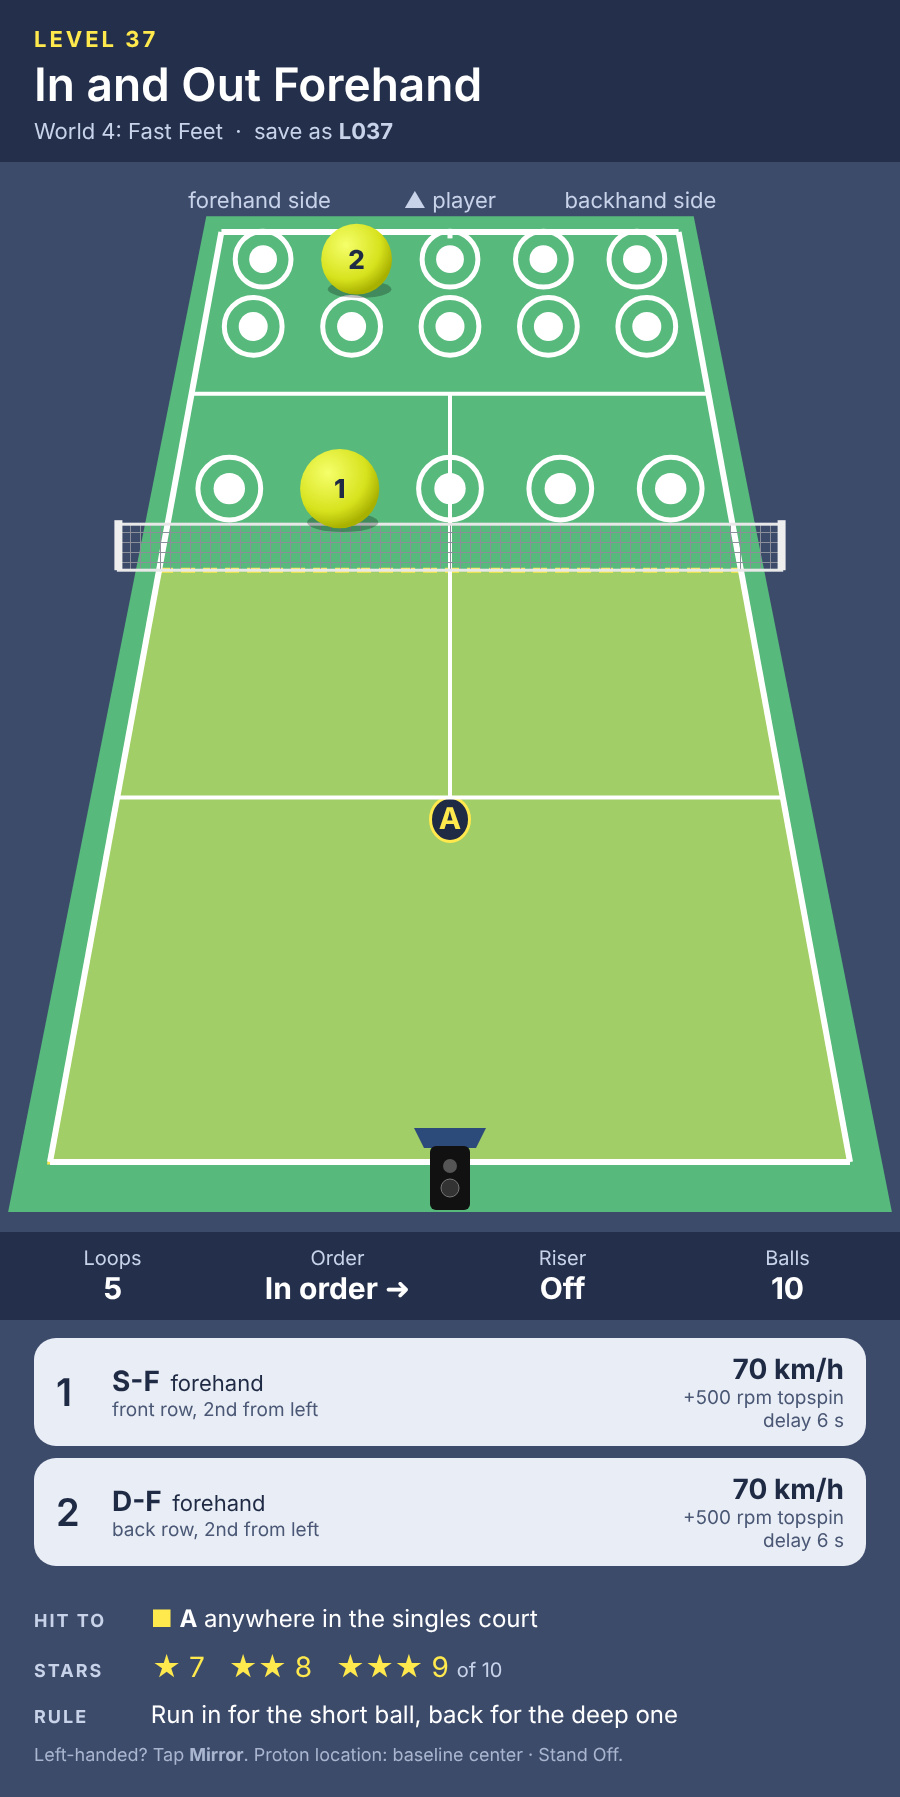 LEVEL 37
In and Out Forehand
World 4: Fast Feet · save as L037
forehand side ▲ player backhand side
2
1
A
Loops Order Riser Balls
5 In order ➜ Off 10
1 S-F forehand 70 km/h
front row, 2nd from left +500 rpm topspin
delay 6 s
2 D-F forehand 70 km/h
back row, 2nd from left +500 rpm topspin
delay 6 s
HIT TO ■ A anywhere in the singles court
STARS ★ 7 ★★ 8 ★★★ 9 of 10
RULE Run in for the short ball, back for the deep one
Left-handed? Tap Mirror. Proton location: baseline center · Stand Off.